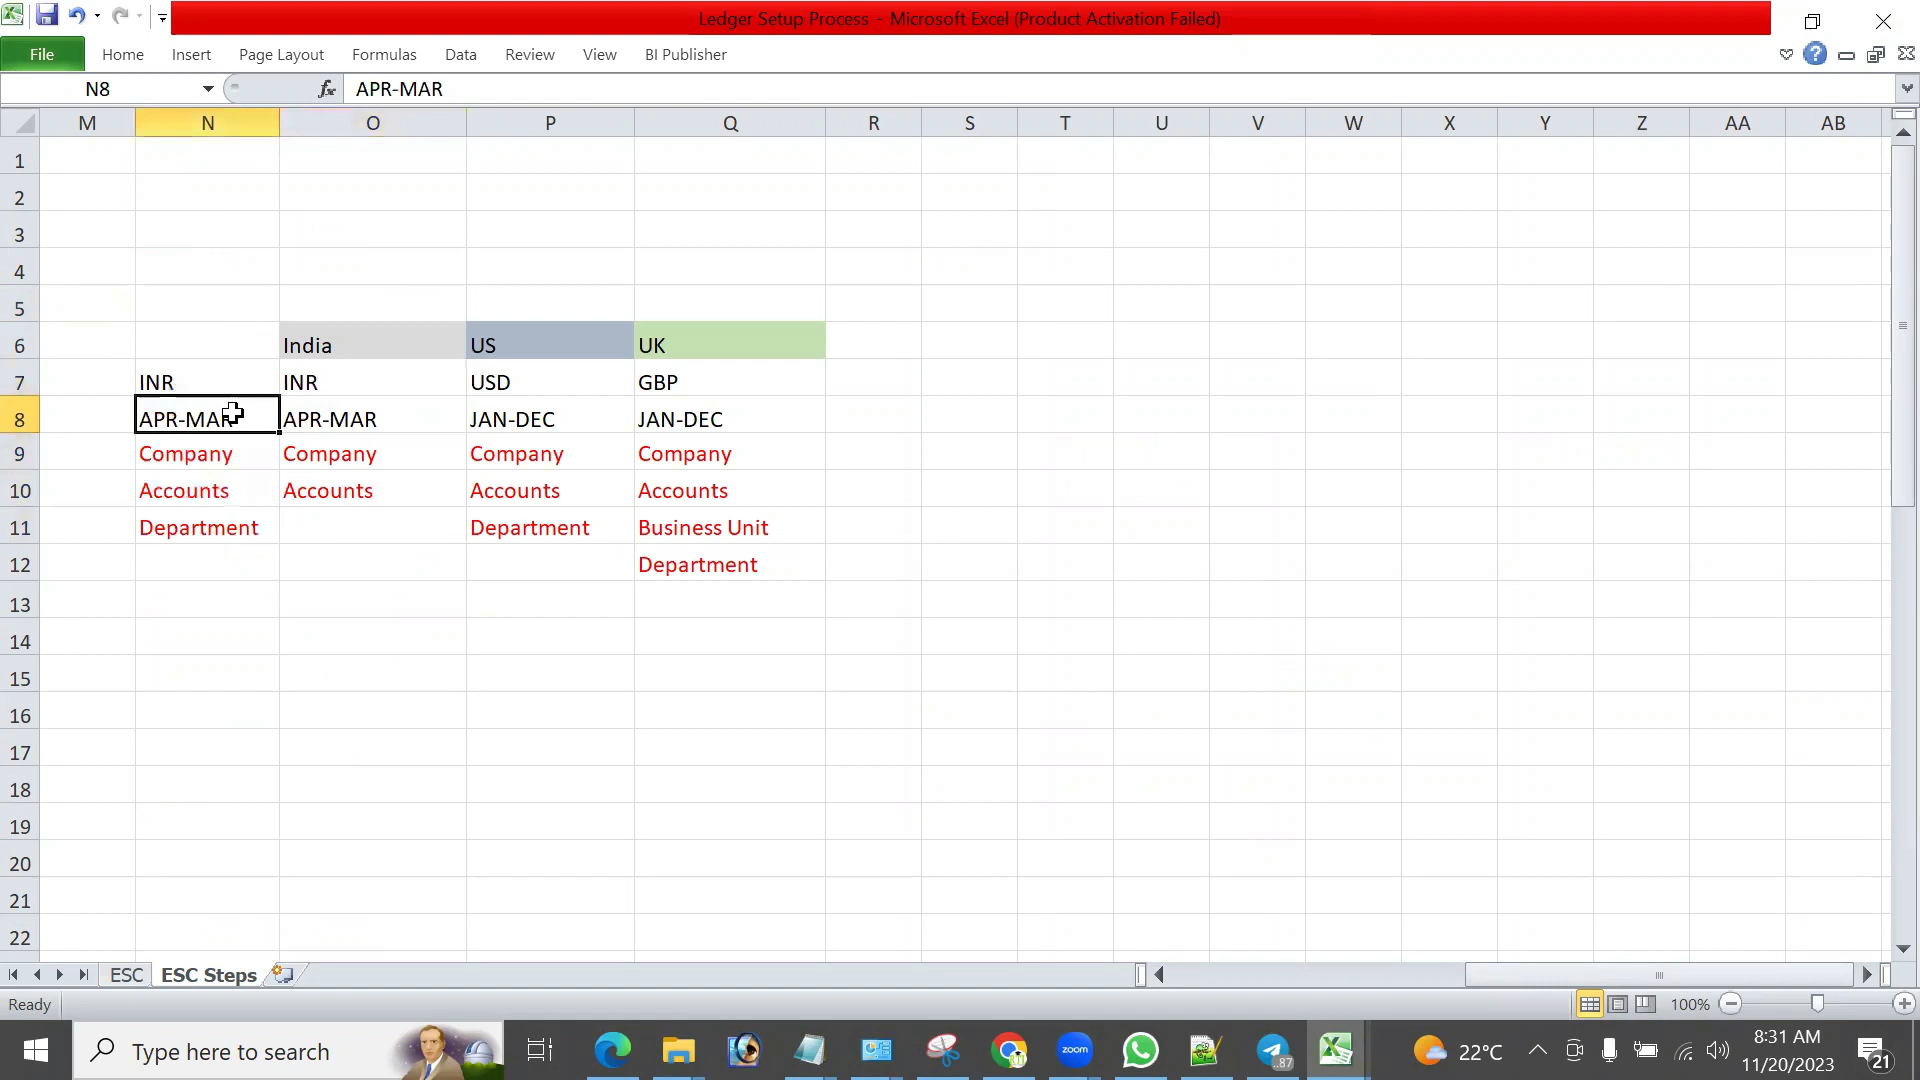 Ledger Setup Process - Microsoft Excel (Product Activation Failed)
File Home Insert Page Layout Formulas Data Review View BI Publisher
N8 fx APR-MAR
M N O P Q R S T U V W X Y Z AA AB
1
2
3
4
5
6 India US UK
7 INR INR USD GBP
8 APR-MAR APR-MAR JAN-DEC JAN-DEC
9 Company Company Company Company
10 Accounts Accounts Accounts Accounts
11 Department Department Business Unit
12 Department
13
14
15
16
17
18
19
20
21
22
ESC ESC Steps
Ready 100%
Type here to search zoom ..87 22°C 8:31 AM
11/20/2023 21